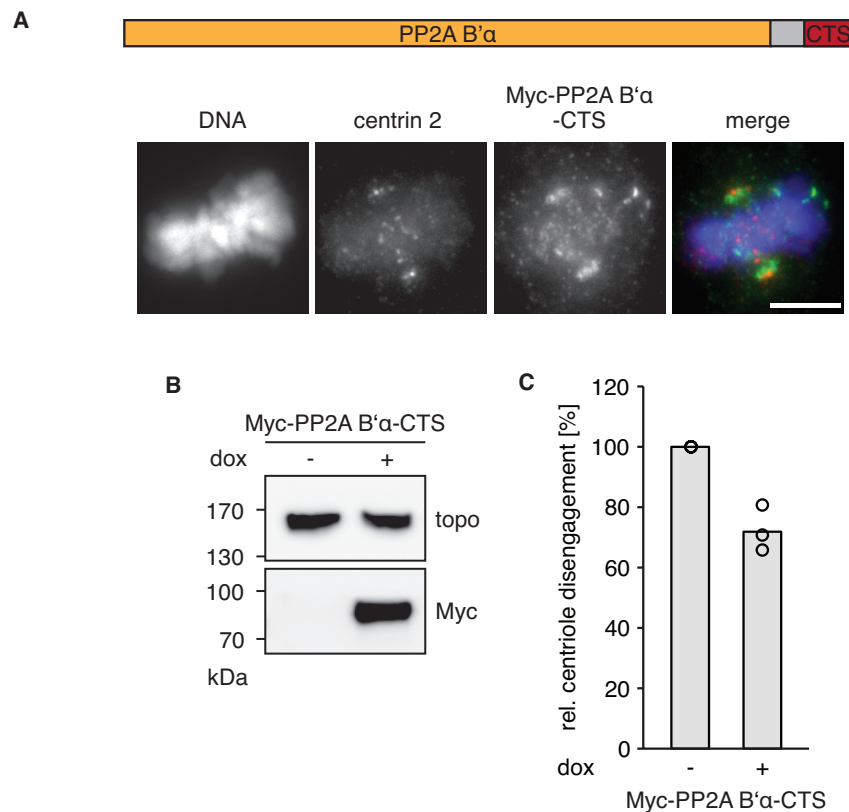 A
PP2A B'α
CTS
DNA
centrin 2
Myc-PP2A B‘α
-CTS
merge
B
Myc-PP2A B‘α-CTS
dox
-
+
170
130
topo
100
70
Myc
kDa
C
rel. centriole disengagement [%]
120
100
80
60
40
20
0
dox
-
+
Myc-PP2A B‘α-CTS